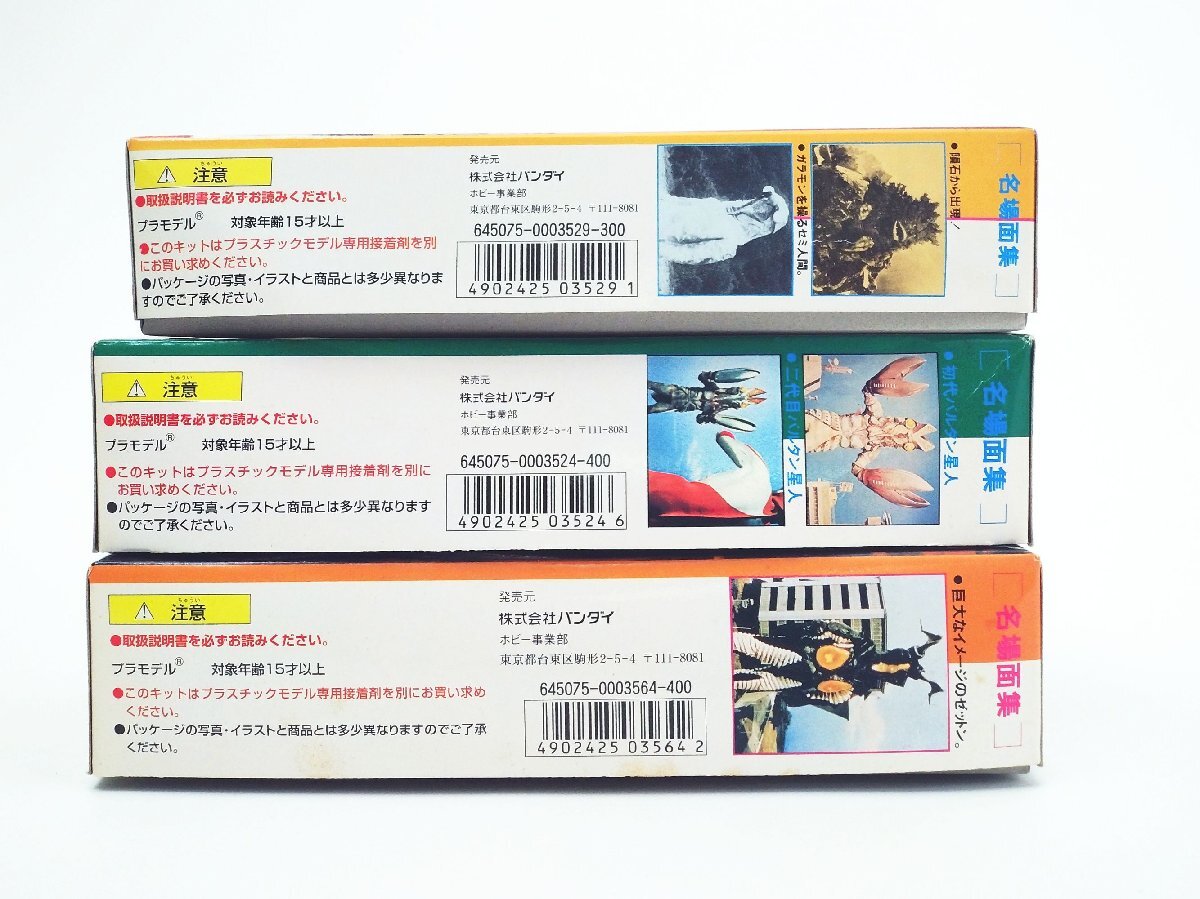 注意
ちゅうい
●取扱説明書を必ずお読みください。
プラモデル® 対象年齢15才以上
●このキットはプラスチックモデル専用接着剤を別
にお買い求めください。
●パッケージの写真・イラストと商品とは多少異なりま
すのでご了承ください。
発売元
株式会社バンダイ
ホビー事業部
東京都台東区駒形2-5-4 〒111-8081
645075-0003529-300
4902425035291
●ガラモンを操るセミ人間。
●隕石から出現
名場面集
注意
ちゅうい
●取扱説明書を必ずお読みください。
プラモデル® 対象年齢15才以上
●このキットはプラスチックモデル専用接着剤を別に
お買い求めください。
●パッケージの写真・イラストと商品とは多少異なります
のでご了承ください。
発売元
株式会社バンダイ
ホビー事業部
東京都台東区駒形2-5-4 〒111-8081
645075-0003524-400
4902425035246
●二代目バルタン星人
●初代バルタン星人
名場面集
注意
ちゅうい
●取扱説明書を必ずお読みください。
プラモデル® 対象年齢15才以上
●このキットはプラスチックモデル専用接着剤を別にお買い求め
ください。
●パッケージの写真・イラストと商品とは多少異なりますのでご了承
ください。
発売元
株式会社バンダイ
ホビー事業部
東京都台東区駒形2-5-4 〒111-8081
645075-0003564-400
4902425035642
●巨大なイメージのゼットン。
名場面集